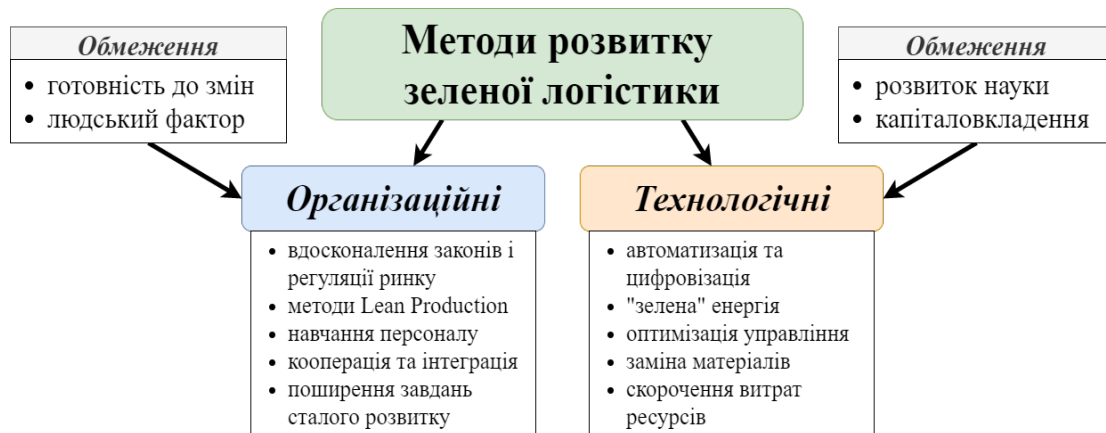 Методи розвитку
зеленої логістики
Обмеження
• готовність до змін
• людський фактор
Обмеження
• розвиток науки
• капіталовкладення
Організаційні
• вдосконалення законів і
регуляції ринку
• методи Lean Production
• навчання персоналу
• кооперація та інтеграція
• поширення завдань
сталого розвитку
Технологічні
• автоматизація та
цифровізація
• "зелена" енергія
• оптимізація управління
• заміна матеріалів
• скорочення витрат
ресурсів